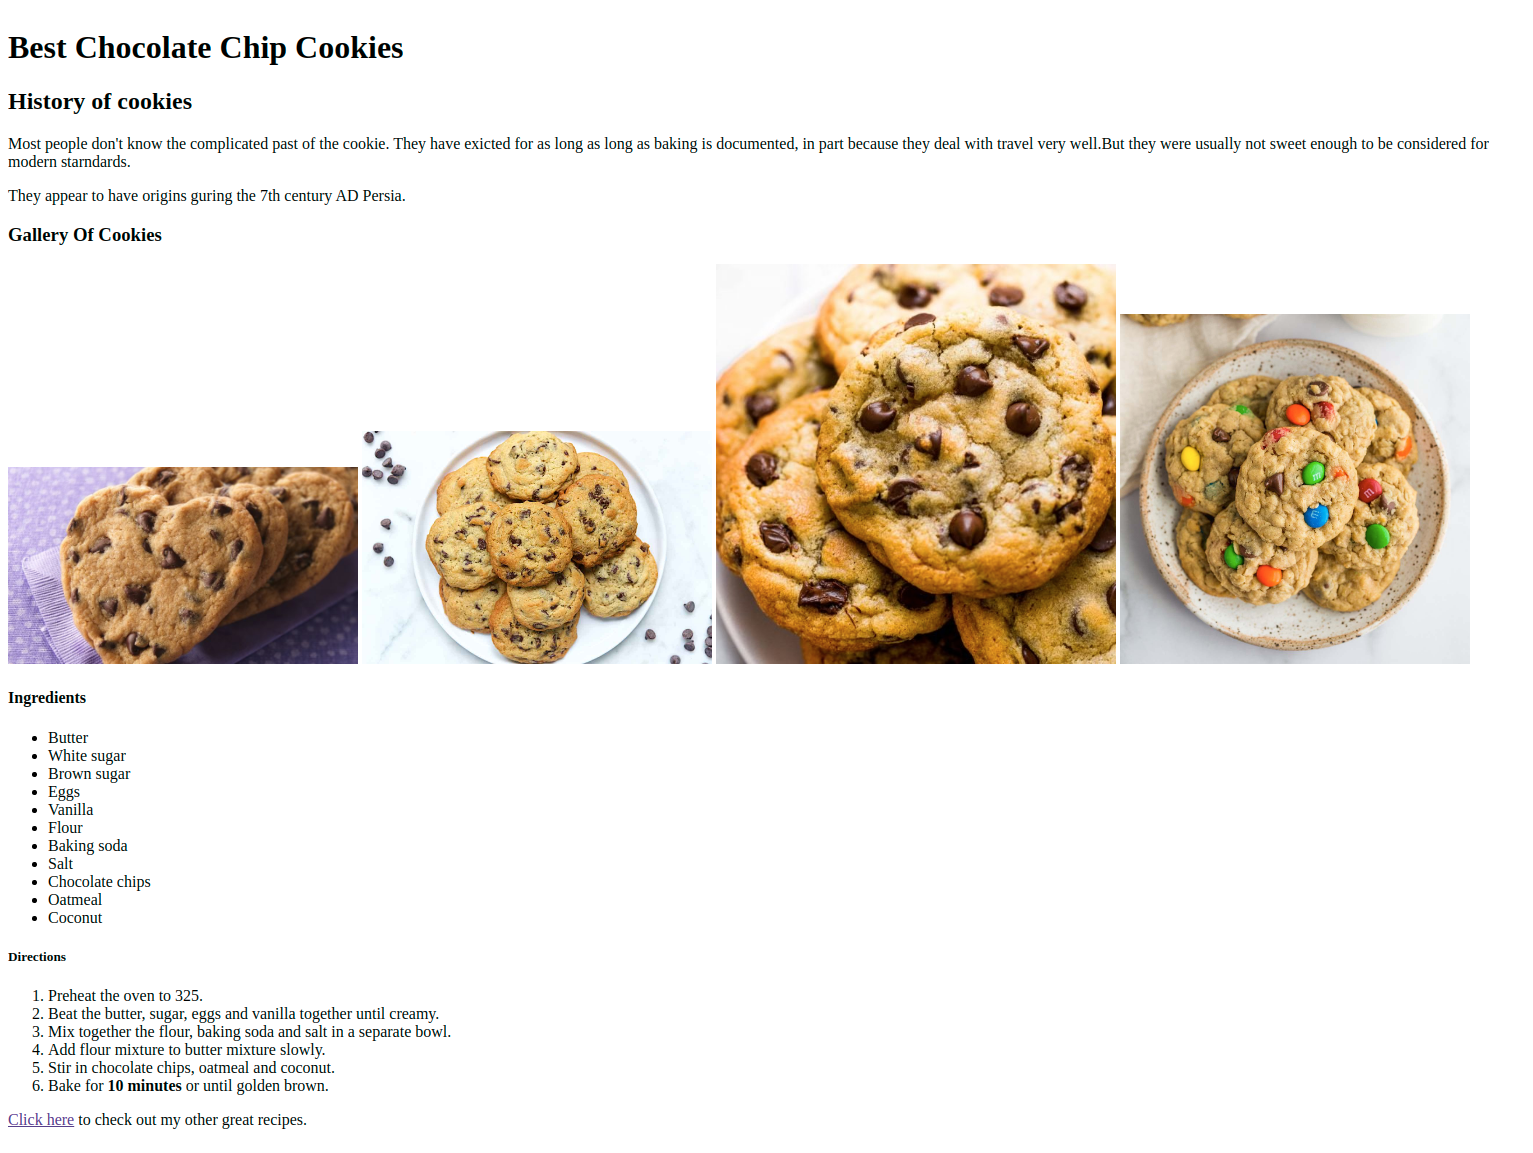 Best Chocolate Chip Cookies
History of cookies
Most people don't know the complicated past of the cookie. They have exicted for as long as long as baking is documented, in part because they deal with travel very well.But they were usually not sweet enough to be considered for
modern starndards.
They appear to have origins guring the 7th century AD Persia.
Gallery Of Cookies
Ingredients
• Butter
• White sugar
• Brown sugar
• Eggs
• Vanilla
• Flour
• Baking soda
• Salt
• Chocolate chips
• Oatmeal
• Coconut
Directions
1. Preheat the oven to 325.
2. Beat the butter, sugar, eggs and vanilla together until creamy.
3. Mix together the flour, baking soda and salt in a separate bowl.
4. Add flour mixture to butter mixture slowly.
5. Stir in chocolate chips, oatmeal and coconut.
6. Bake for 10 minutes or until golden brown.
Click here to check out my other great recipes.